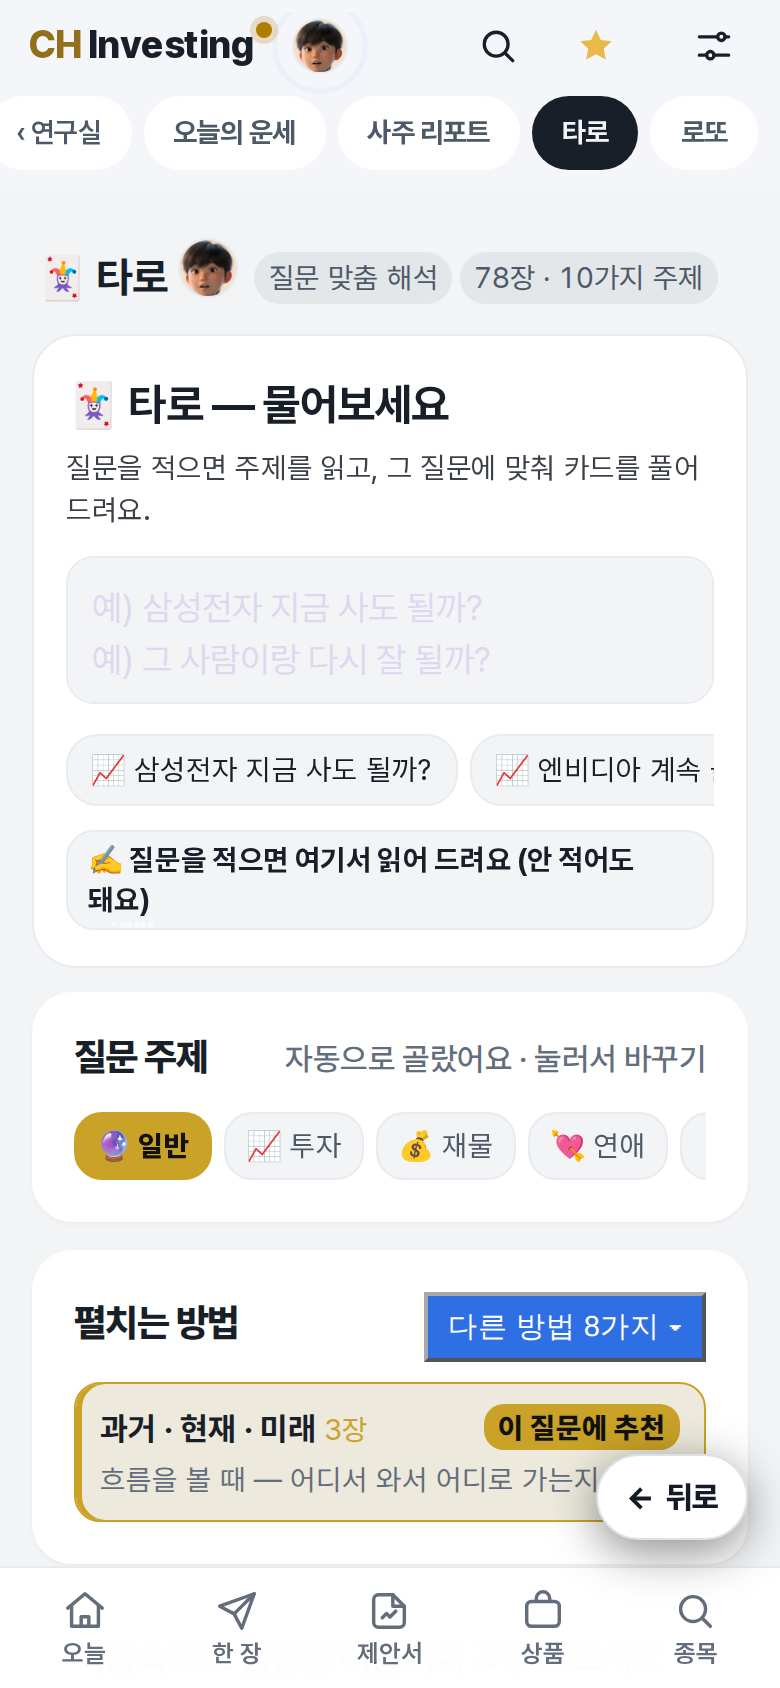 CH Investing
‹ 연구실
오늘의 운세
사주 리포트
타로
로또
타로
질문 맞춤 해석
78장 · 10가지 주제
타로 — 물어보세요
질문을 적으면 주제를 읽고, 그 질문에 맞춰 카드를 풀어
드려요.
예) 삼성전자 지금 사도 될까?
예) 그 사람이랑 다시 잘 될까?
📈 삼성전자 지금 사도 될까?
📈 엔비디아 계속
✍️ 질문을 적으면 여기서 읽어 드려요 (안 적어도
돼요)
질문 주제
자동으로 골랐어요 · 눌러서 바꾸기
🔮 일반
📈 투자
💰 재물
💘 연애
펼치는 방법
다른 방법 8가지
과거 · 현재 · 미래 3장
이 질문에 추천
흐름을 볼 때 — 어디서 와서 어디로 가는지
← 뒤로
오늘
한 장
제안서
상품
종목